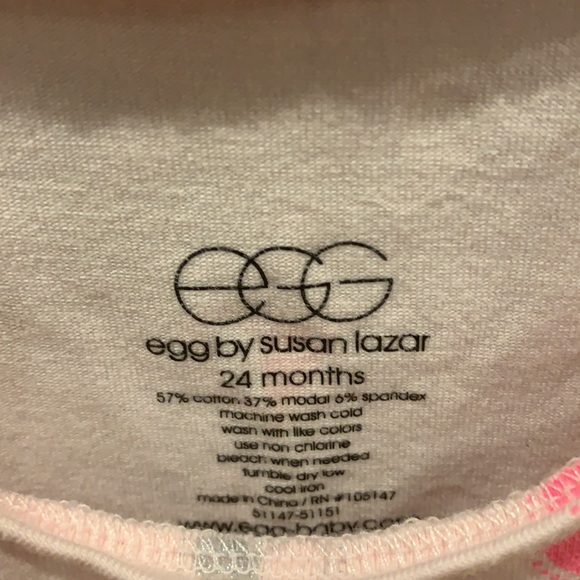 egg
egg by susan lazar
24 months
57% cotton 37% modal 6% spandex
machine wash cold
wash with like colors
use non chlorine
bleach when needed
tumble dry low
cool iron
made in China / RN #105147
51147-51151
www.egg-baby.com